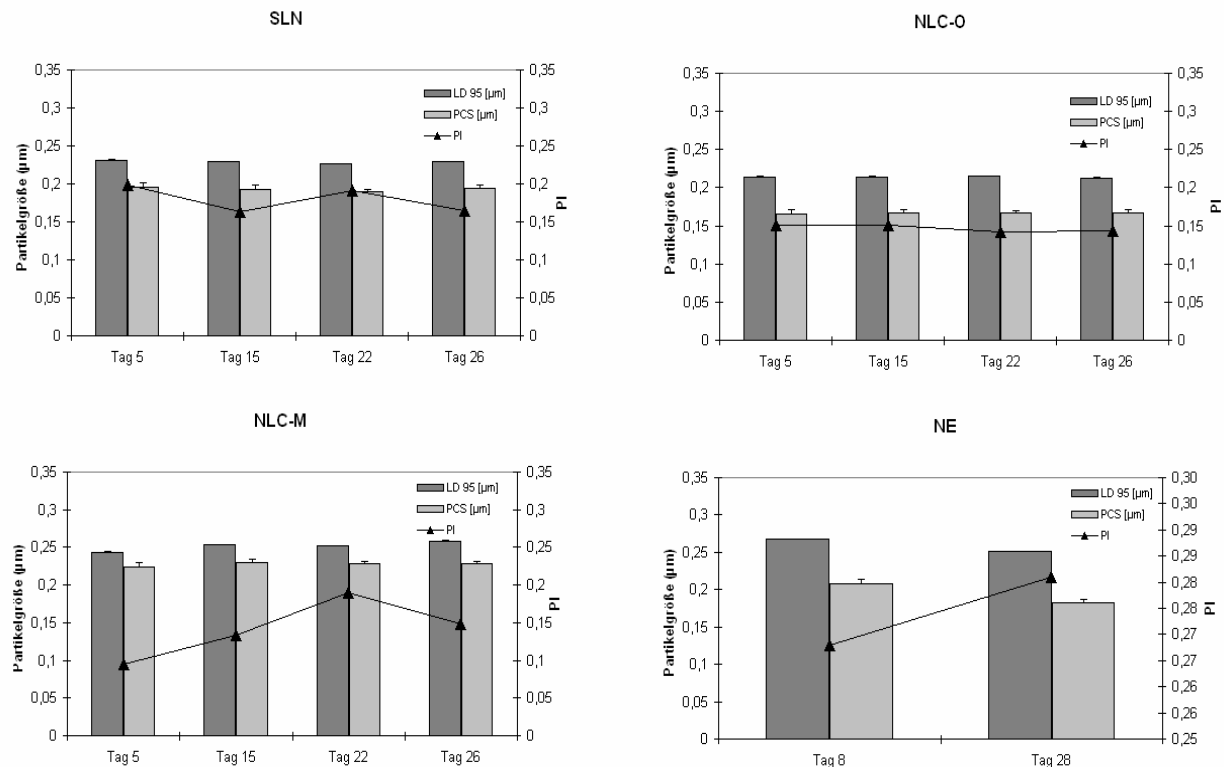 SLN
0,35
0,3
0,25
0,2
0,15
0,1
0,05
0
Partikelgröße (µm)
LD 95 [µm]
PCS [µm]
PI
0,35
0,3
0,25
0,2
0,15
0,1
0,05
0
PI
Tag 5 Tag 15 Tag 22 Tag 26
NLC-O
0,35
0,3
0,25
0,2
0,15
0,1
0,05
0
Partikelgröße (µm)
LD 95 [µm]
PCS [µm]
PI
0,35
0,3
0,25
0,2
0,15
0,1
0,05
0
PI
Tag 5 Tag 15 Tag 22 Tag 26
NLC-M
0,35
0,3
0,25
0,2
0,15
0,1
0,05
0
Partikelgröße (µm)
LD 95 [µm]
PCS [µm]
PI
0,35
0,3
0,25
0,2
0,15
0,1
0,05
0
PI
Tag 5 Tag 15 Tag 22 Tag 26
NE
0,35
0,3
0,25
0,2
0,15
0,1
0,05
0
Partikelgröße (µm)
LD 95 [µm]
PCS [µm]
PI
0,30
0,30
0,29
0,29
0,28
0,28
0,27
0,27
0,26
0,26
0,25
PI
Tag 8 Tag 28